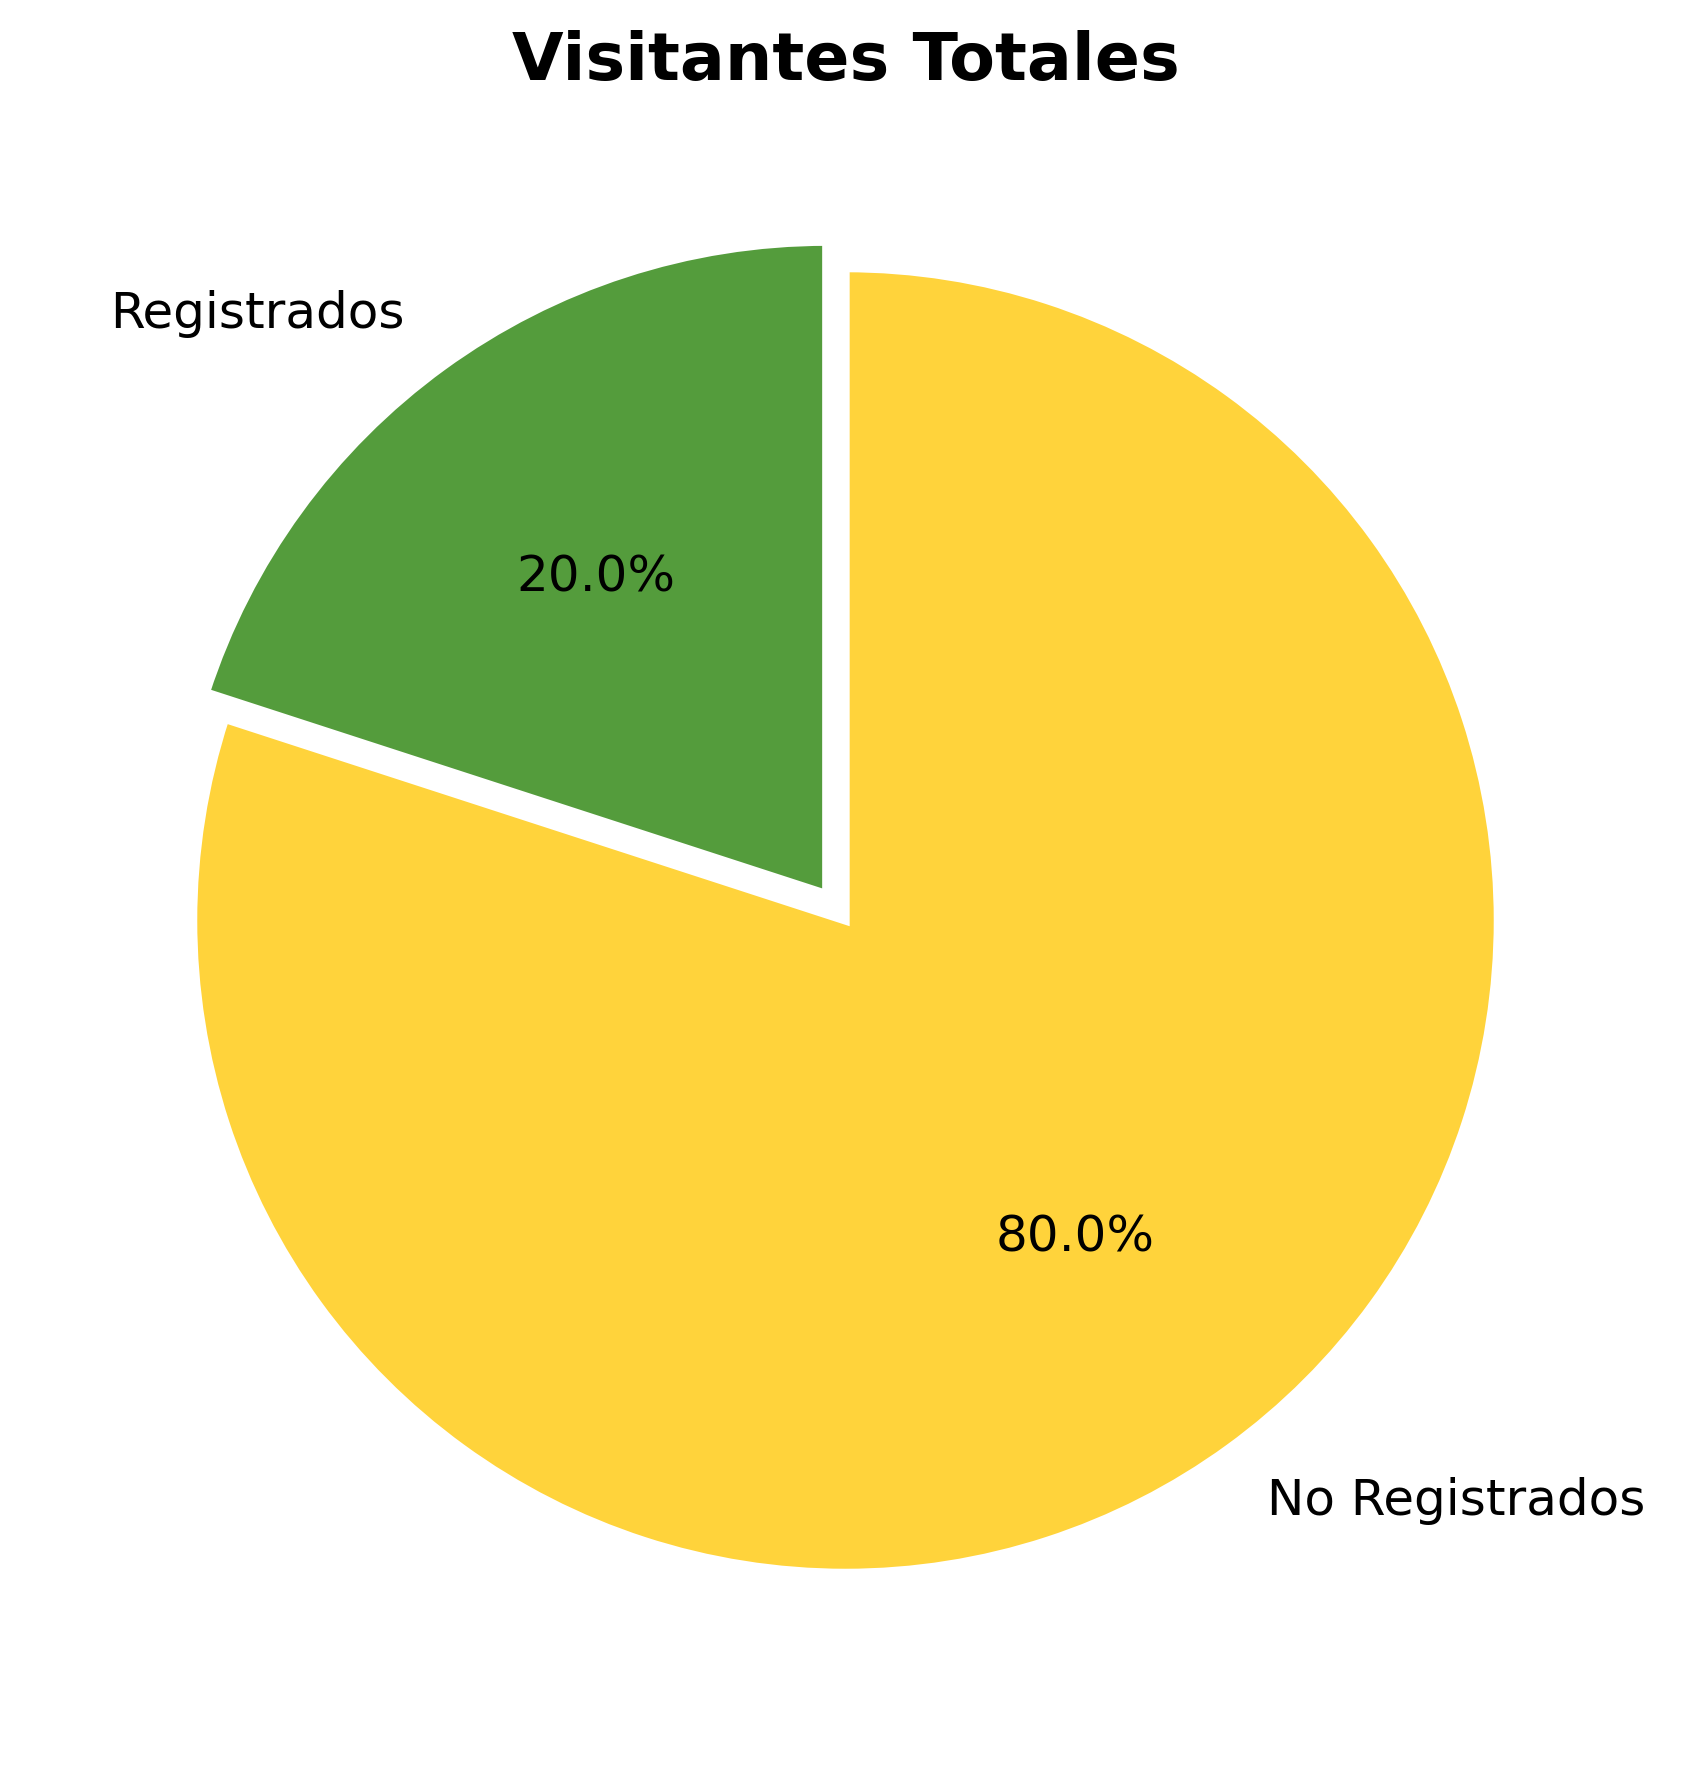 Visitantes Totales
Registrados
20.0%
80.0%
No Registrados